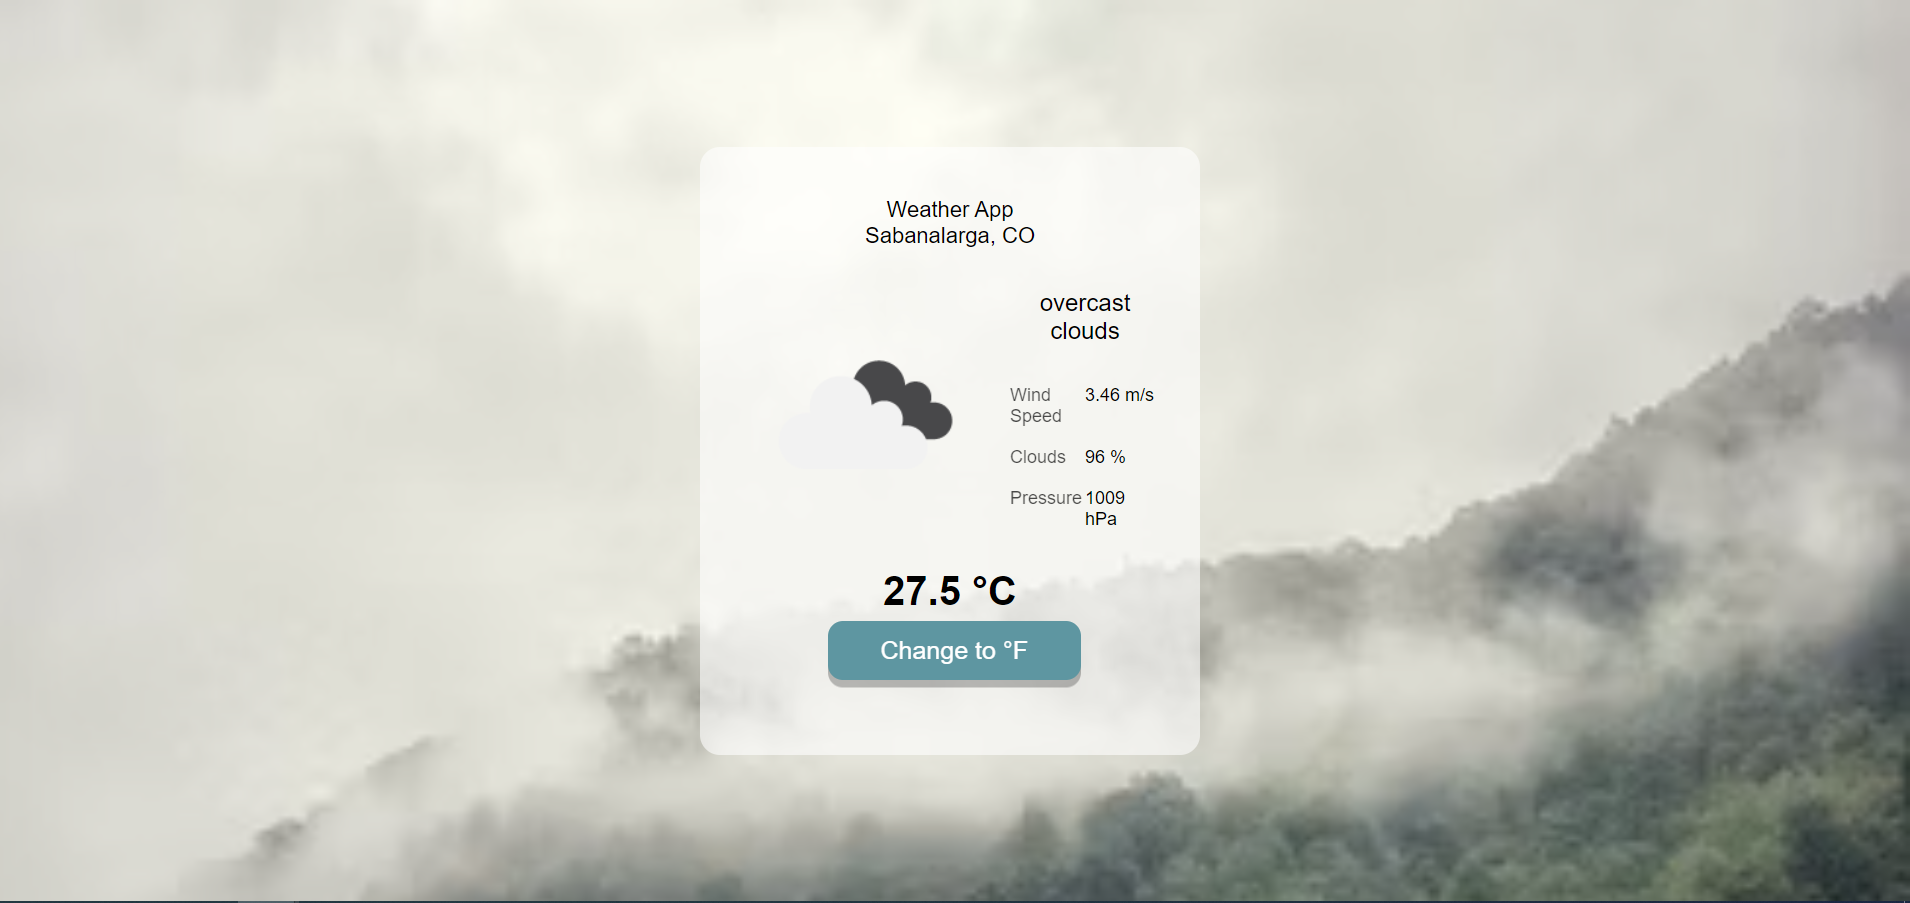 Weather App
Sabanalarga, CO
overcast
clouds
Wind 3.46 m/s
Speed
Clouds 96 %
Pressure 1009
hPa
27.5 °C
Change to °F